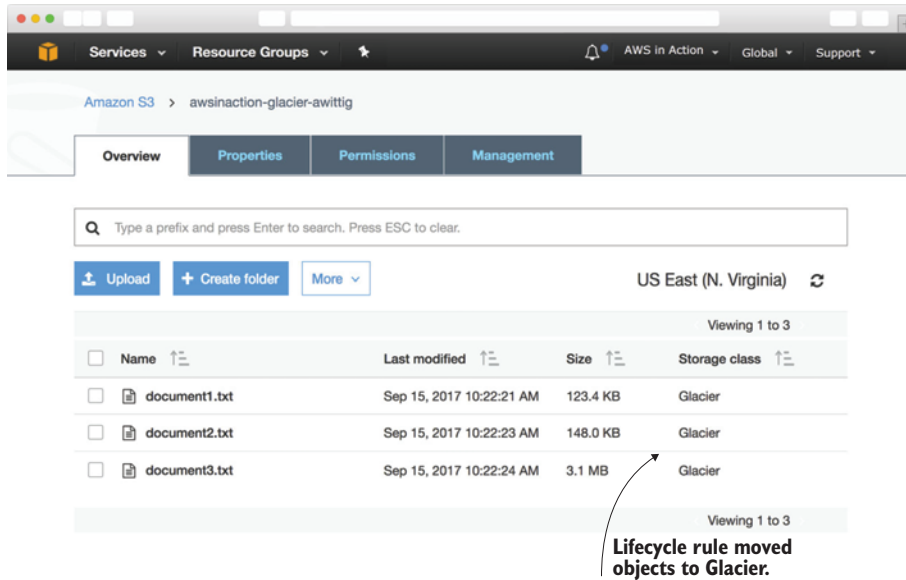 Services Resource Groups AWS in Action Global Support
Amazon S3 > awsinaction-glacier-awittig
Overview Properties Permissions Management
Type a prefix and press Enter to search. Press ESC to clear.
Upload + Create folder More US East (N. Virginia)
Viewing 1 to 3
Name Last modified Size Storage class
document1.txt Sep 15, 2017 10:22:21 AM 123.4 KB Glacier
document2.txt Sep 15, 2017 10:22:23 AM 148.0 KB Glacier
document3.txt Sep 15, 2017 10:22:24 AM 3.1 MB Glacier
Viewing 1 to 3
Lifecycle rule moved
objects to Glacier.